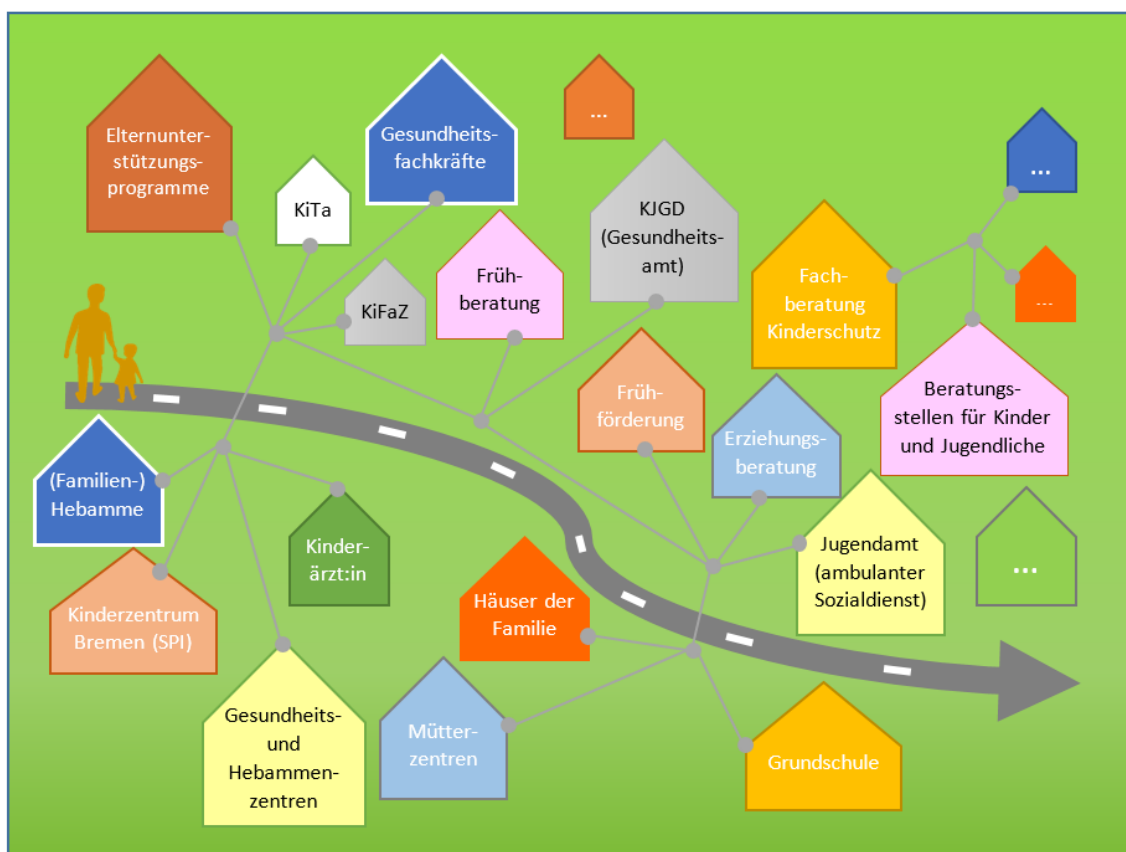 Elternunter-
stützungs-
programme
KiTa
Gesundheits-
fachkräfte
...
KiFaZ
Früh-
beratung
KJGD
(Gesundheits-
amt)
Fach-
beratung
Kinderschutz
...
...
Beratungs-
stellen für Kinder
und Jugendliche
Früh-
förderung
Erziehungs-
beratung
(Familien-)
Hebamme
Kinder-
ärzt:in
Kinderzentrum
Bremen (SPI)
Gesundheits-
und
Hebammen-
zentren
Häuser der
Familie
Mütter-
zentren
Jugendamt
(ambulanter
Sozialdienst)
...
Grundschule